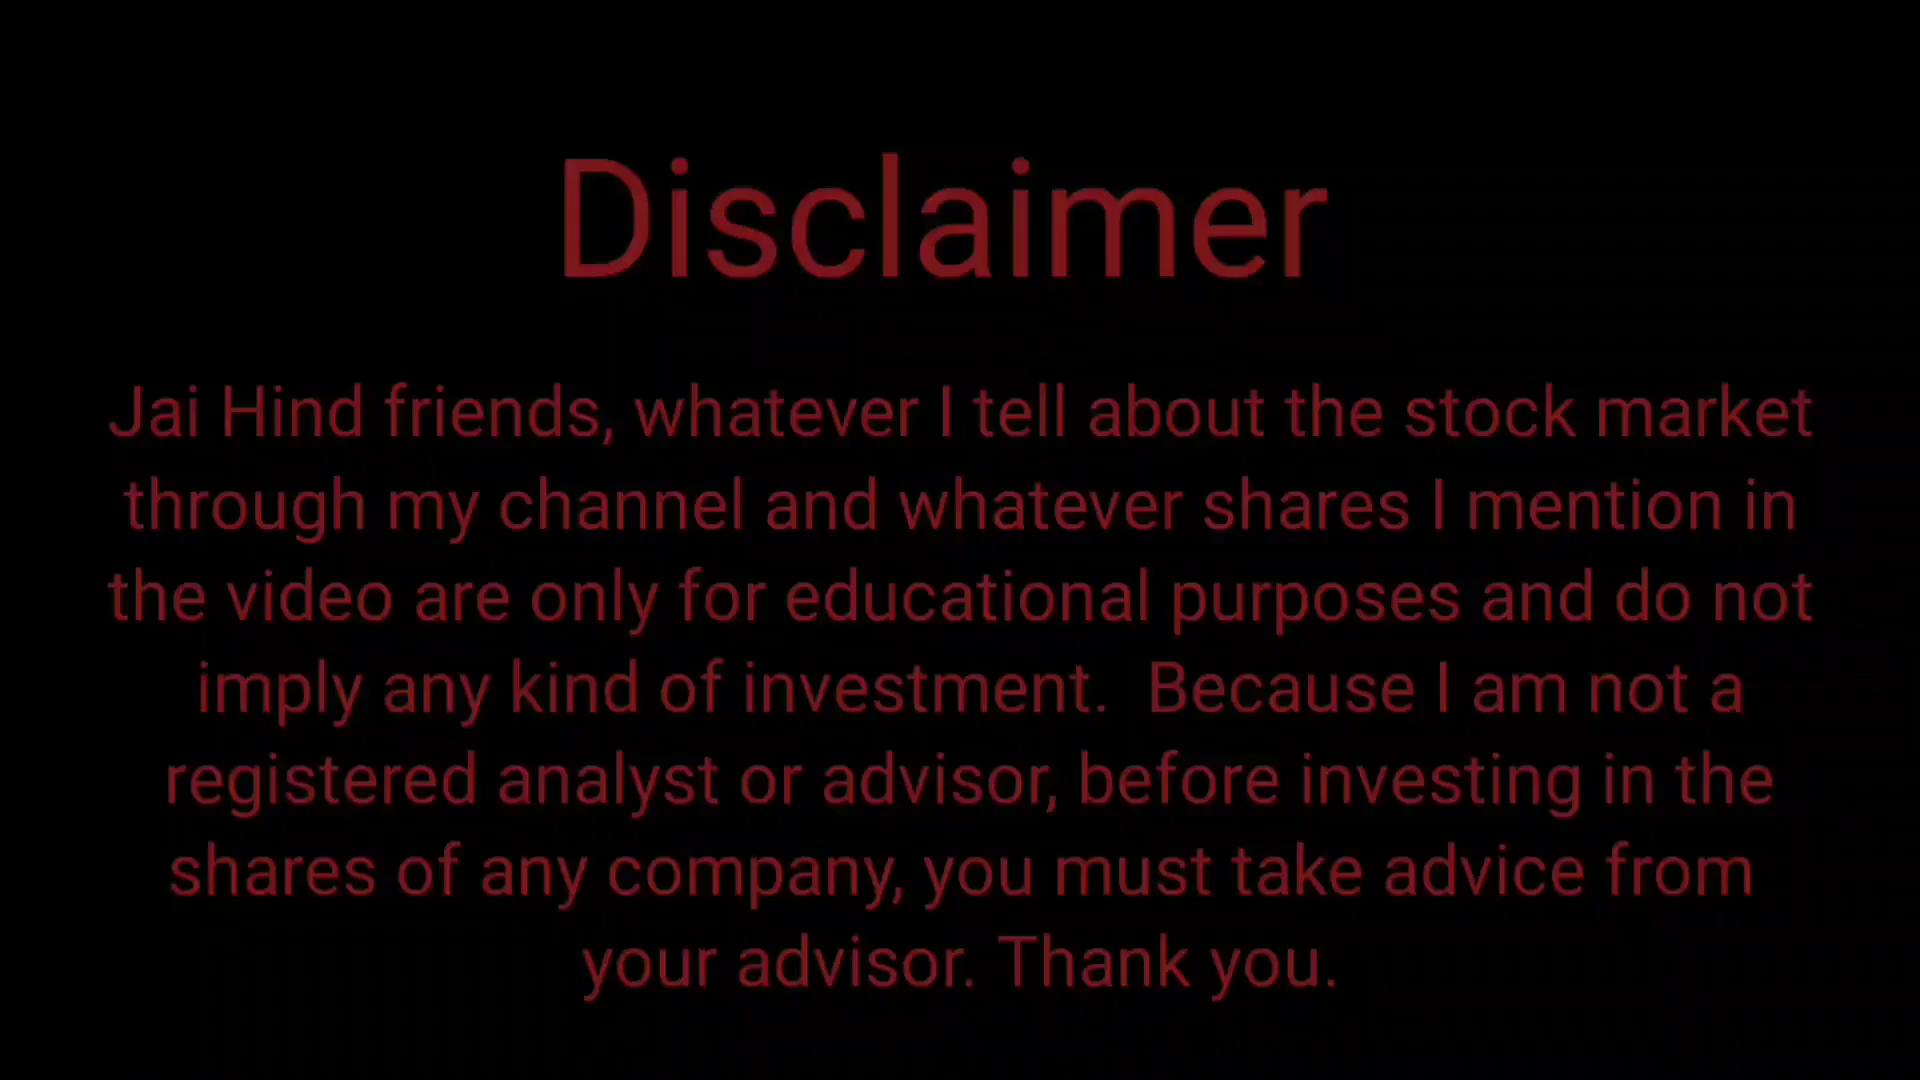 Disclaimer
Jai Hind friends, whatever I tell about the stock market
through my channel and whatever shares I mention in
the video are only for educational purposes and do not
imply any kind of investment.  Because I am not a
registered analyst or advisor, before investing in the
shares of any company, you must take advice from
your advisor. Thank you.